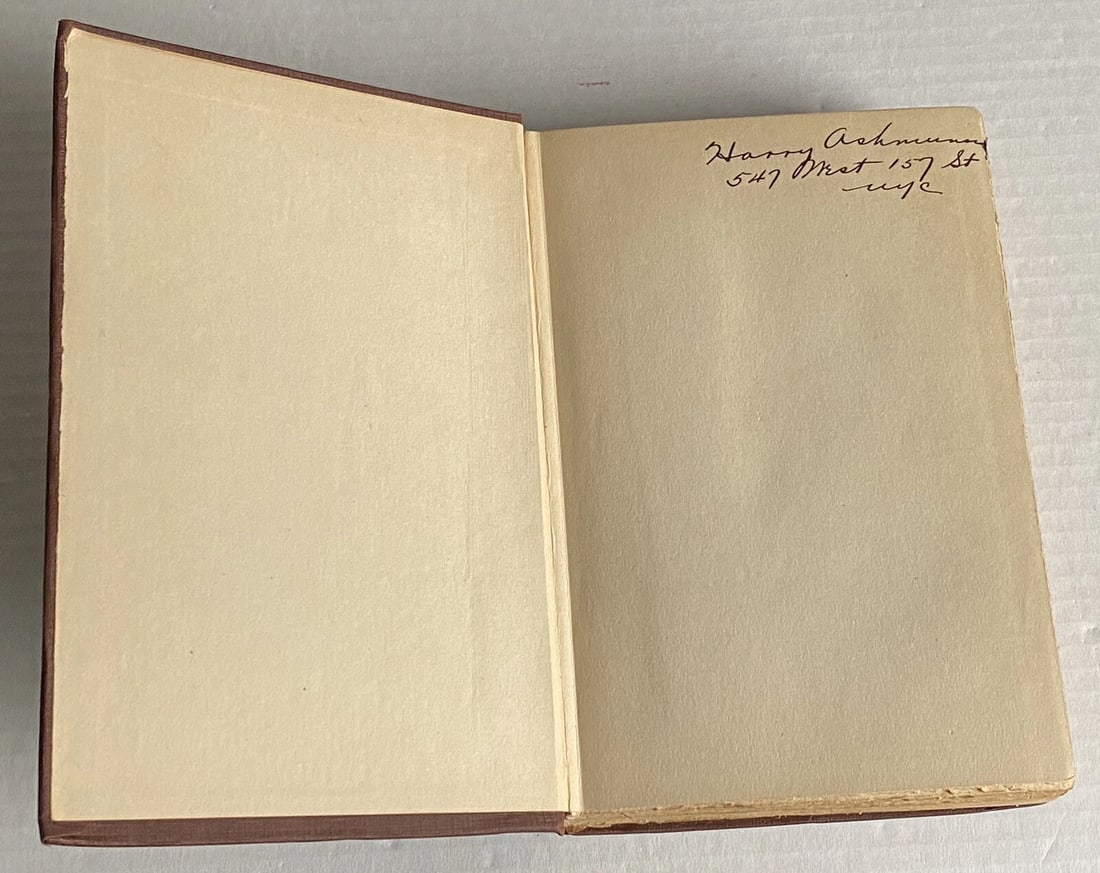 Harry Ashmun
547 West 157 St
nyc